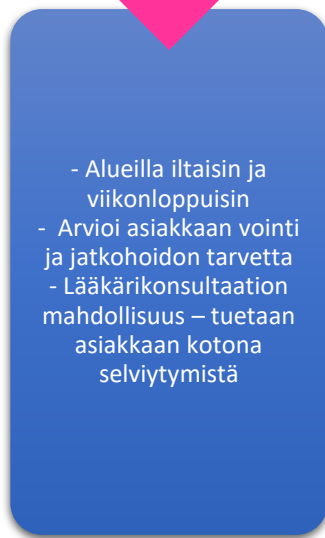 - Alueilla iltaisin ja
viikonloppuisin
- Arvioi asiakkaan vointi
ja jatkohoidon tarvetta
- Lääkärikonsultaation
mahdollisuus – tuetaan
asiakkaan kotona
selviytymistä